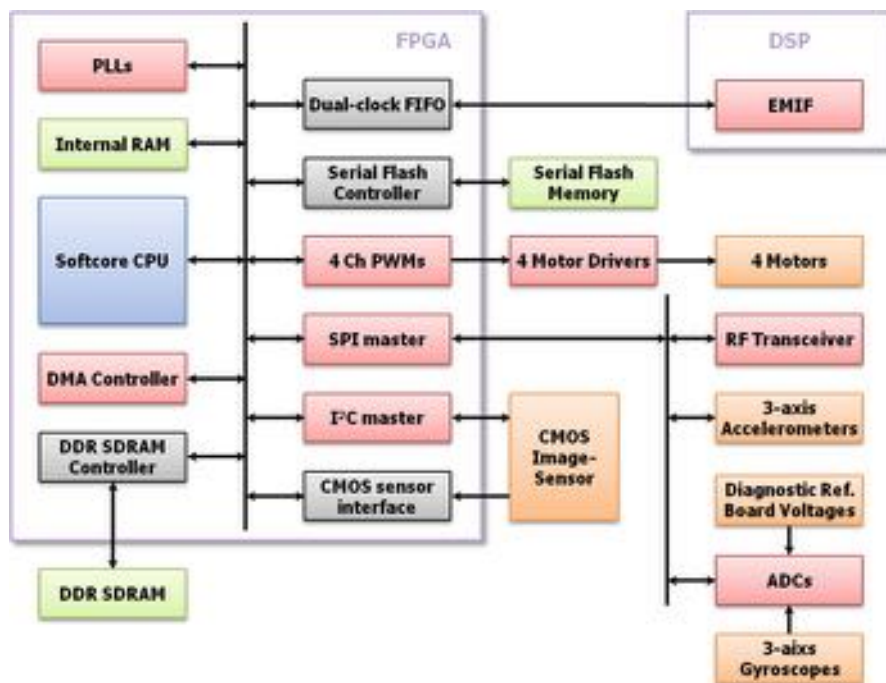 FPGA
DSP
PLLs
Dual-clock FIFO
EMIF
Internal RAM
Serial Flash
Controller
Serial Flash
Memory
Softcore CPU
4 Ch PWMs
4 Motor Drivers
4 Motors
SPI master
RF Transceiver
DMA Controller
I²C master
CMOS
Image-
Sensor
3-axis
Accelerometers
DDR SDRAM
Controller
CMOS sensor
interface
Diagnostic Ref.
Board Voltages
DDR SDRAM
ADCs
3-aixs
Gyroscopes